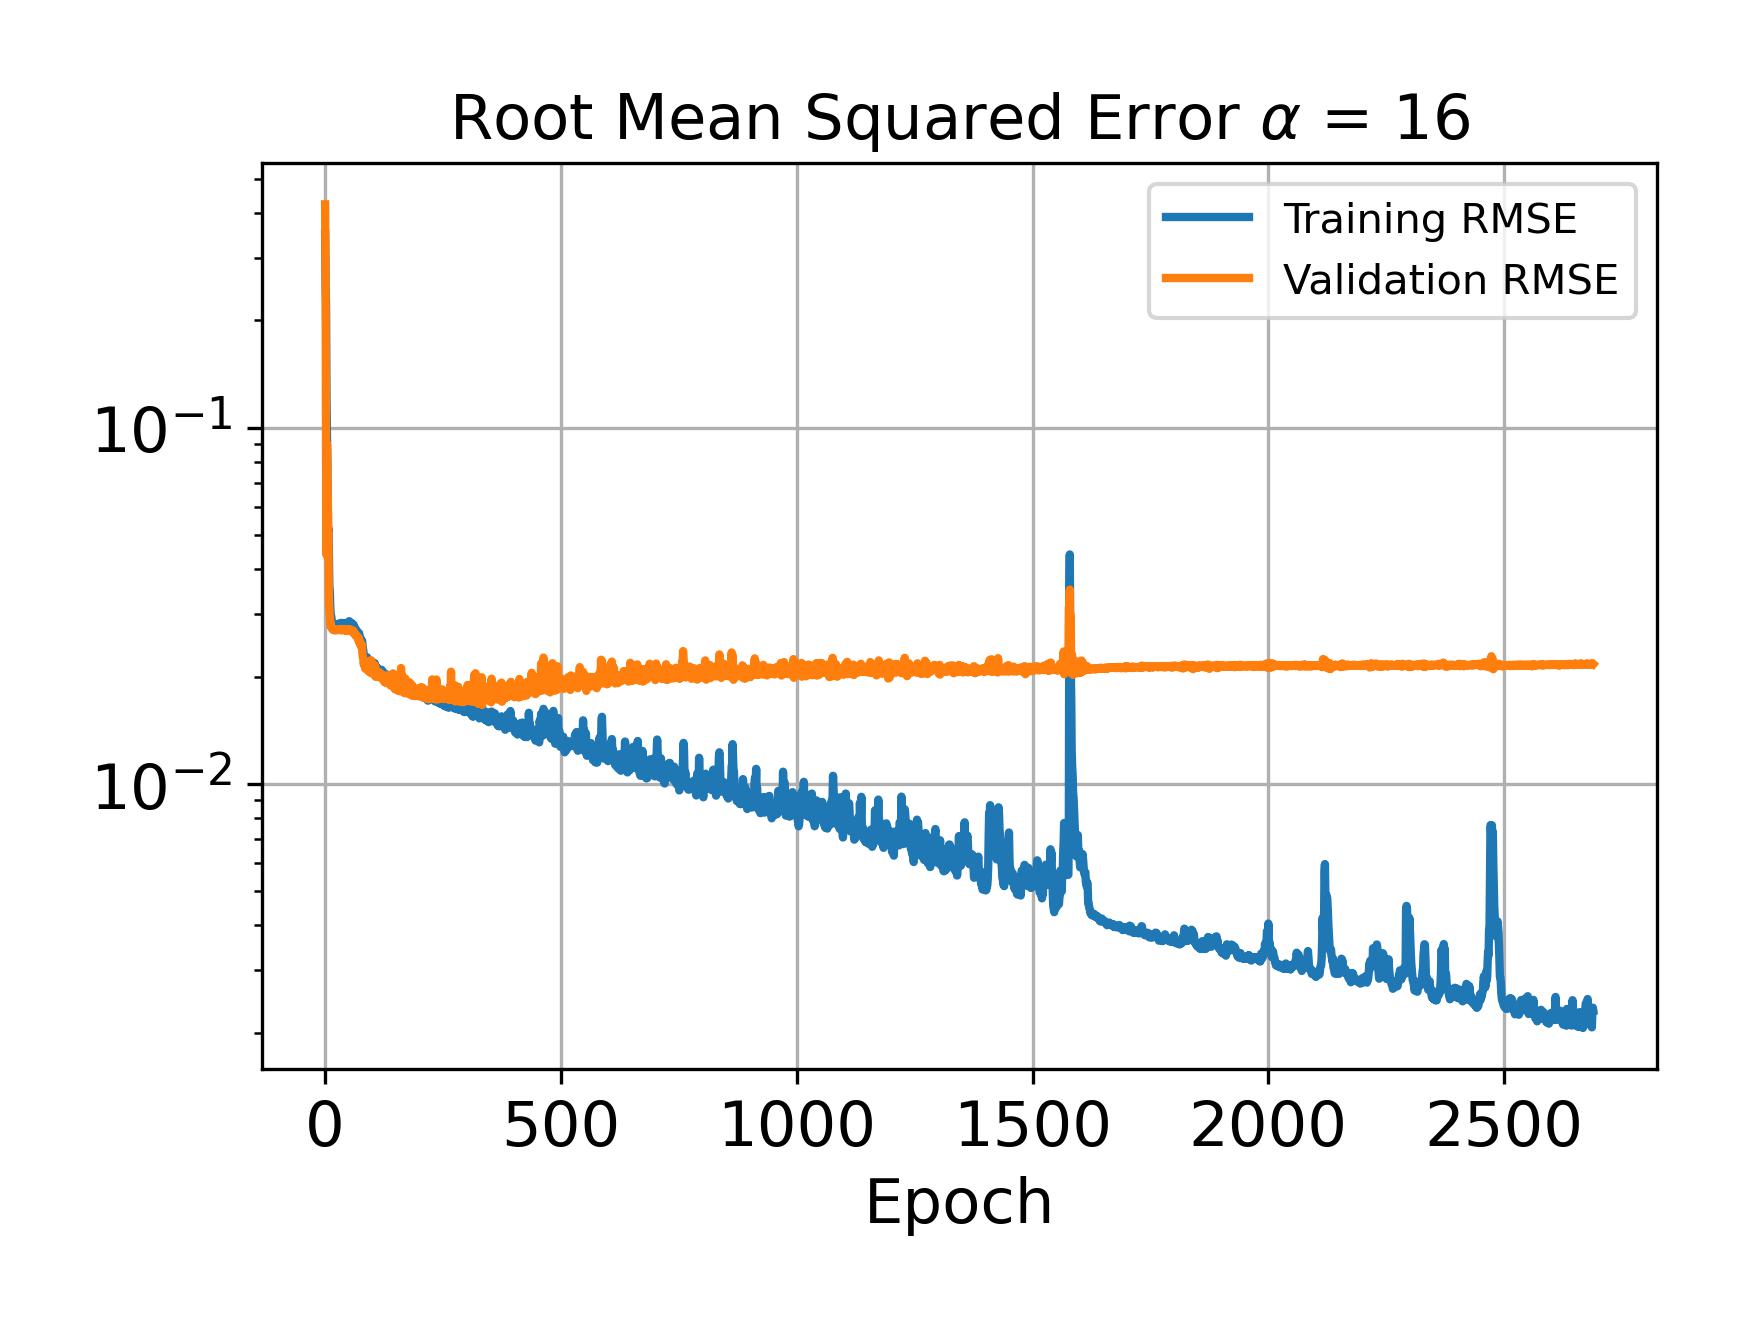 Root Mean Squared Error α = 16
Training RMSE
Validation RMSE
10⁻¹
10⁻²
0 500 1000 1500 2000 2500
Epoch